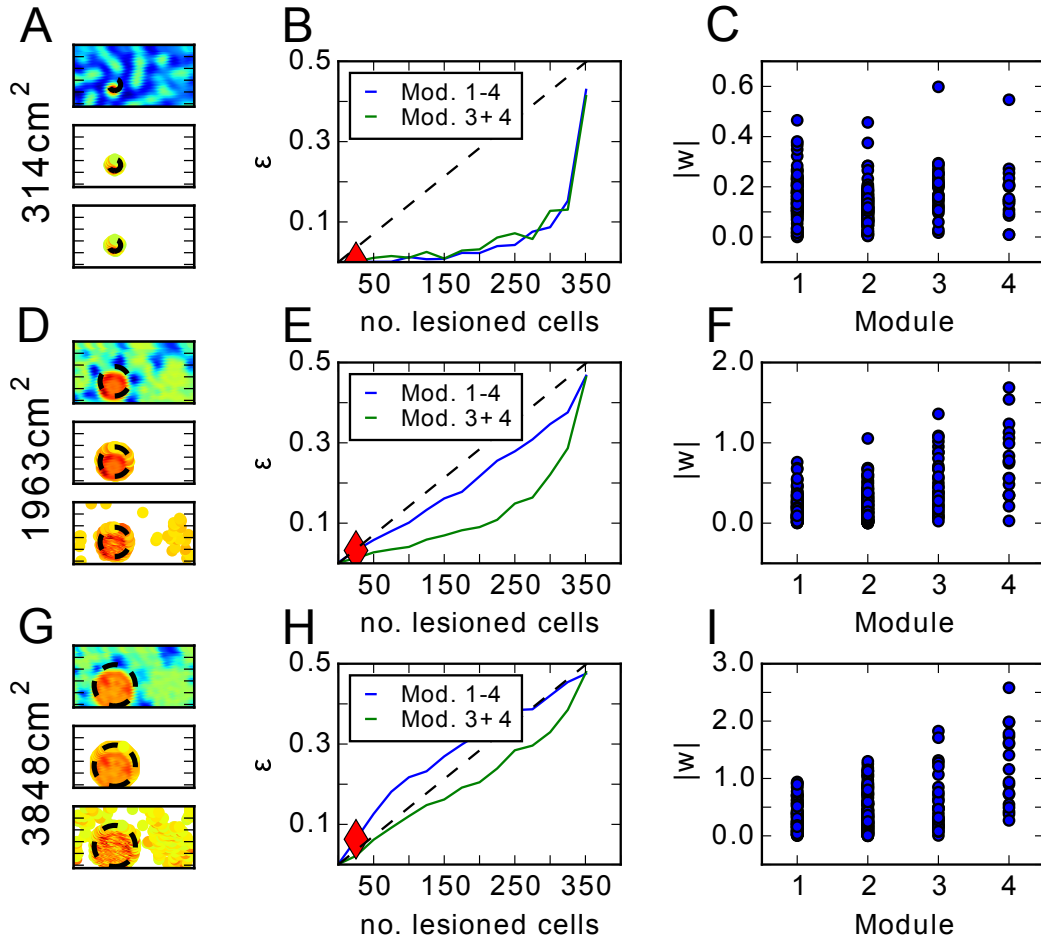 A
314cm²
B
0.5
0.3
0.1
ε
Mod. 1-4
Mod. 3+4
50 150 250 350
no. lesioned cells
C
0.6
0.4
0.2
0.0
|w|
1 2 3 4
Module
D
1963cm²
E
0.5
0.3
0.1
ε
Mod. 1-4
Mod. 3+4
50 150 250 350
no. lesioned cells
F
2.0
1.0
0.0
|w|
1 2 3 4
Module
G
3848cm²
H
0.5
0.3
0.1
ε
Mod. 1-4
Mod. 3+4
50 150 250 350
no. lesioned cells
I
3.0
2.0
1.0
0.0
|w|
1 2 3 4
Module